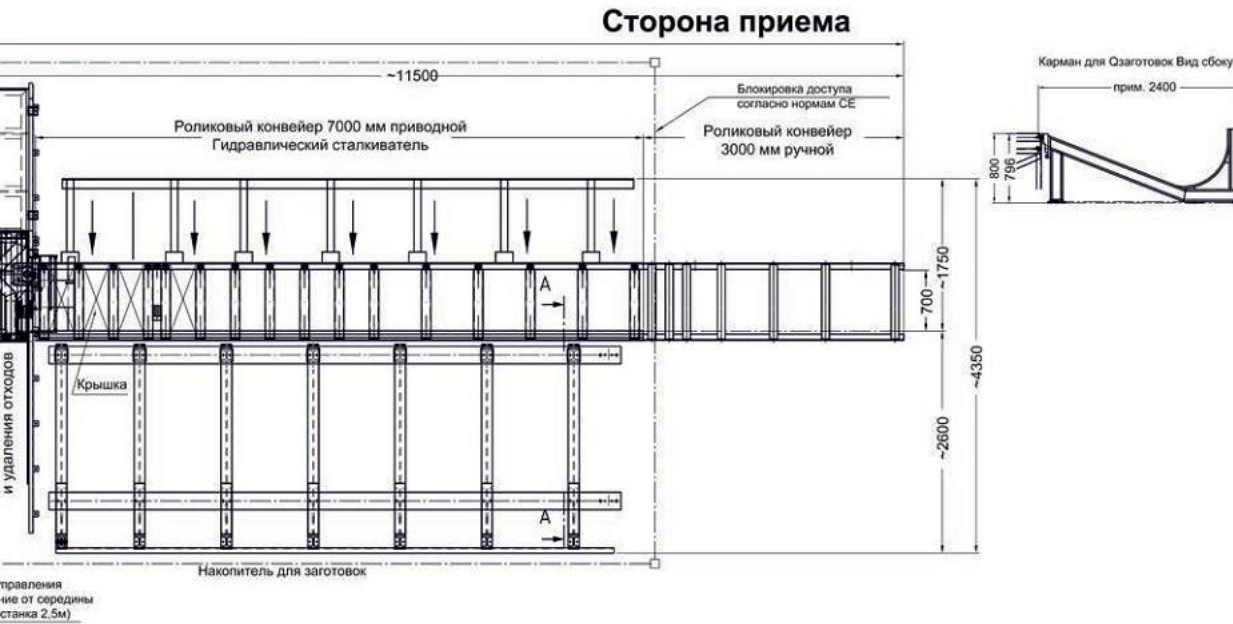 Сторона приема
Карман для Qзаготовок Вид сбоку
~11500
прим. 2400
Блокировка доступа
согласно нормам СЕ
Роликовый конвейер 7000 мм приводной
Гидравлический сталкиватель
Роликовый конвейер
3000 мм ручной
800
796
А
700
~1750
~4350
Крышка
и удаления отходов
~2600
А
Накопитель для заготовок
правления
ние от середины
станка 2,5м)